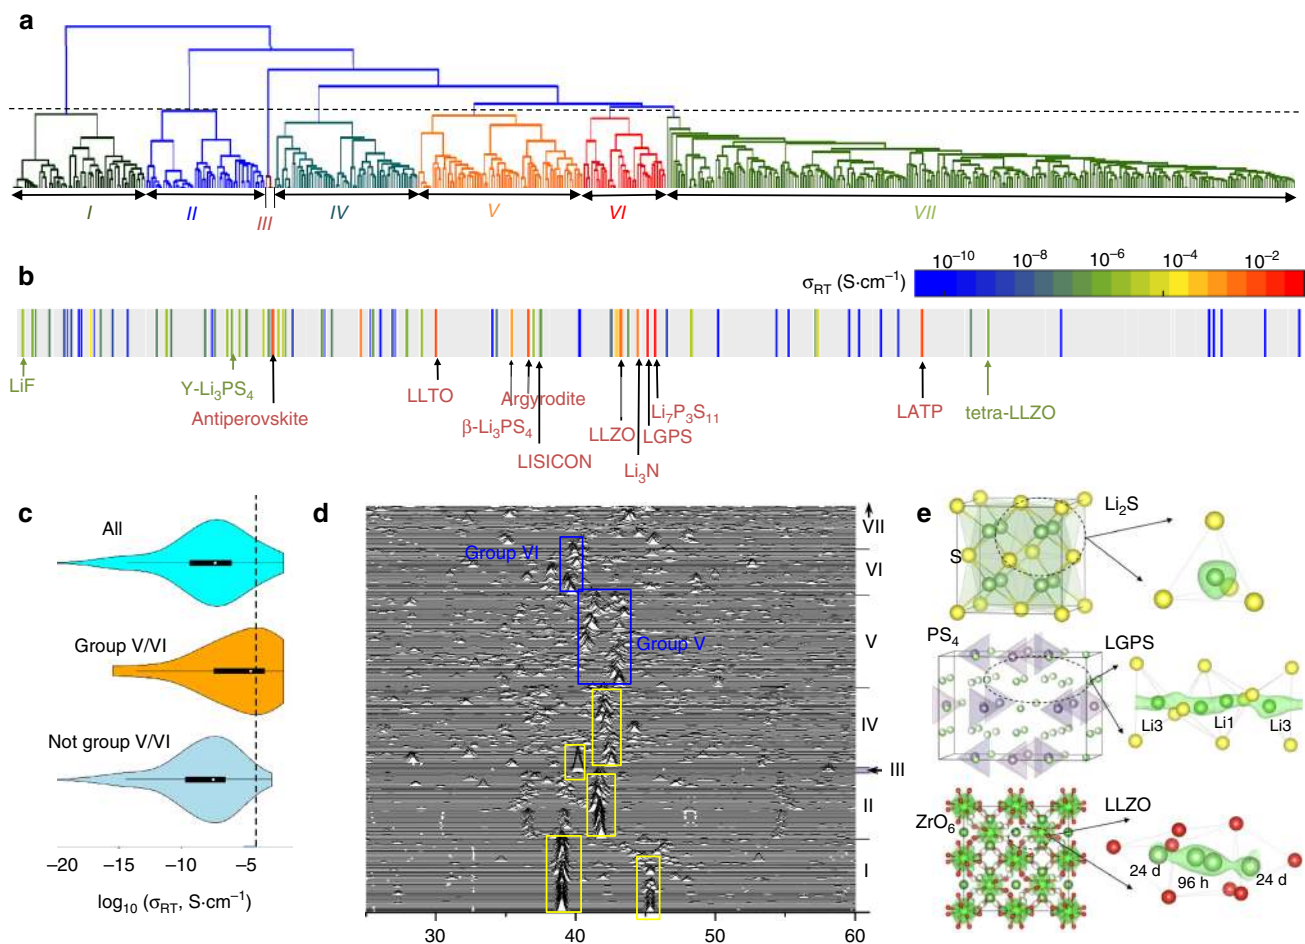 a
I
II
III
IV
V
VI
VII
b
σRT (S·cm⁻¹)
10⁻¹⁰
10⁻⁸
10⁻⁶
10⁻⁴
10⁻²
LiF
Υ-Li₃PS₄
Antiperovskite
LLTO
β-Li₃PS₄
Argyrodite
LISICON
LLZO
Li₃N
LGPS
Li₇P₃S₁₁
LATP
tetra-LLZO
c
All
Group V/VI
Not group V/VI
−20
−15
−10
−5
log₁₀ (σRT, S·cm⁻¹)
d
Group VI
Group V
VII
VI
V
IV
III
II
I
30
40
50
60
e
Li₂S
S
PS₄
LGPS
Li3
Li1
Li3
ZrO₆
LLZO
24 d
96 h
24 d